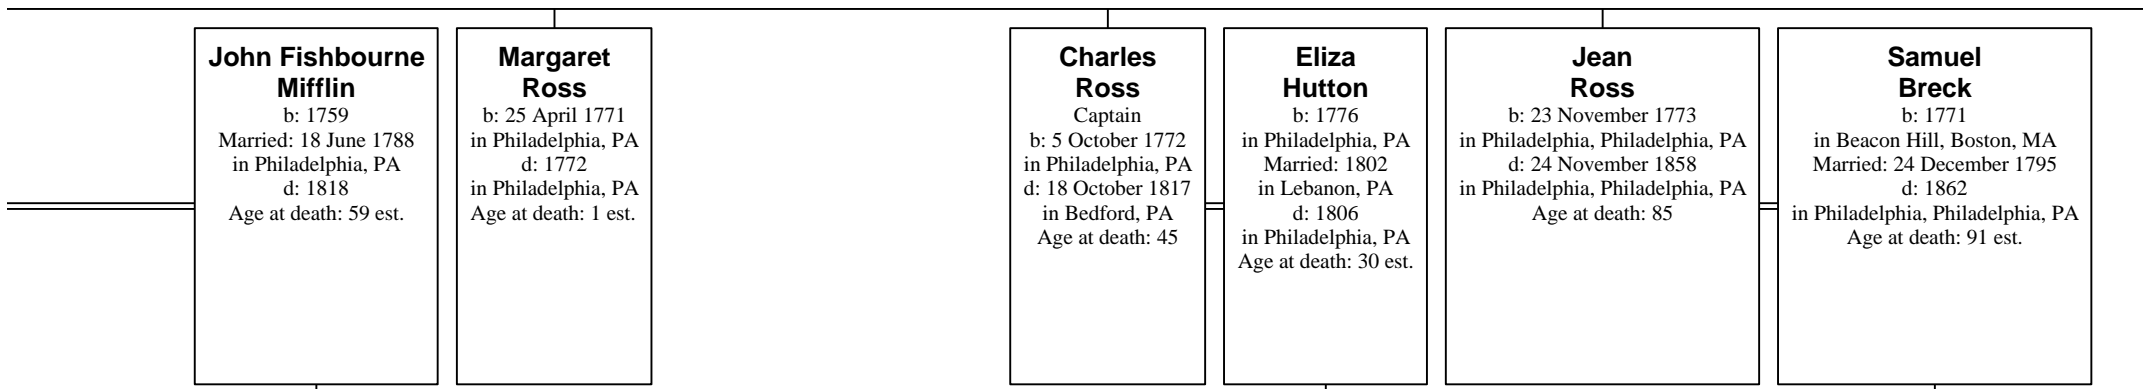 John Fishbourne
Mifflin
b: 1759
Married: 18 June 1788
in Philadelphia, PA
d: 1818
Age at death: 59 est.
Margaret
Ross
b: 25 April 1771
in Philadelphia, PA
d: 1772
in Philadelphia, PA
Age at death: 1 est.
Charles
Ross
Captain
b: 5 October 1772
in Philadelphia, PA
d: 18 October 1817
in Bedford, PA
Age at death: 45
Eliza
Hutton
b: 1776
in Philadelphia, PA
Married: 1802
in Lebanon, PA
d: 1806
in Philadelphia, PA
Age at death: 30 est.
Jean
Ross
b: 23 November 1773
in Philadelphia, Philadelphia, PA
d: 24 November 1858
in Philadelphia, Philadelphia, PA
Age at death: 85
Samuel
Breck
b: 1771
in Beacon Hill, Boston, MA
Married: 24 December 1795
d: 1862
in Philadelphia, Philadelphia, PA
Age at death: 91 est.